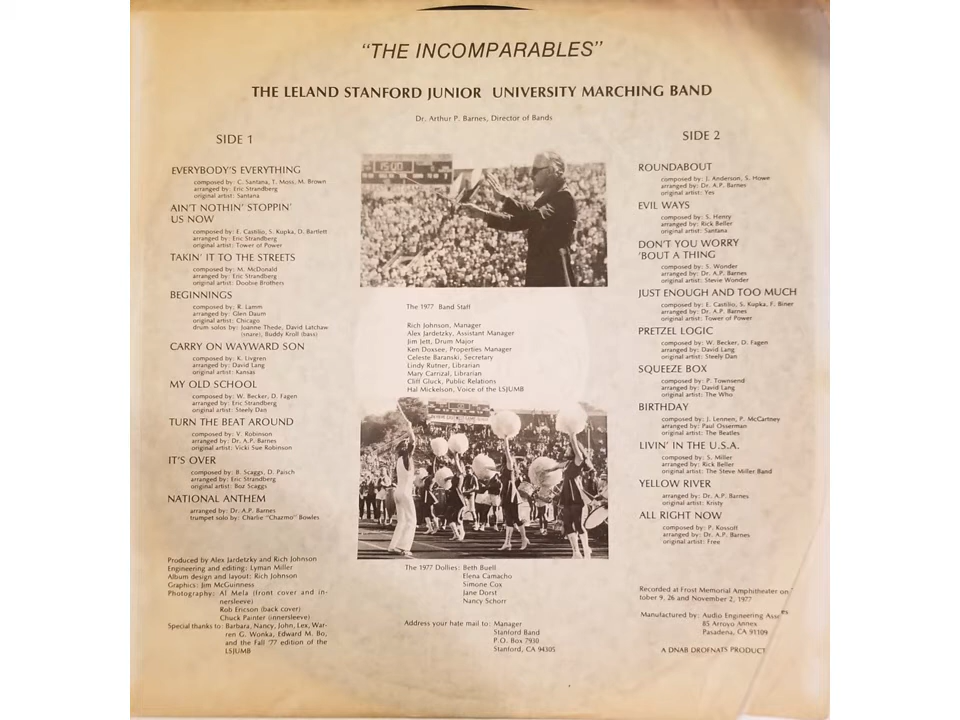 "THE INCOMPARABLES"
THE LELAND STANFORD JUNIOR UNIVERSITY MARCHING BAND
Dr. Arthur P. Barnes, Director of Bands
SIDE 1
EVERYBODY'S EVERYTHING
composed by: C. Santana, T. Moss, M. Brown
arranged by: Eric Strandberg
original artist: Santana
AIN'T NOTHIN' STOPPIN'
US NOW
composed by: E. Castilio, S. Kupka, D. Bartlett
arranged by: Eric Strandberg
original artist: Tower of Power
TAKIN' IT TO THE STREETS
composed by: M. McDonald
arranged by: Eric Strandberg
original artist: Doobie Brothers
BEGINNINGS
composed by: R. Lamm
arranged by: Glen Daum
original artist: Chicago
drum solos by: Joanne Thede, David Latchaw
(snare), Buddy Kroll (bass)
CARRY ON WAYWARD SON
composed by: K. Livgren
arranged by: David Lang
original artist: Kansas
MY OLD SCHOOL
composed by: W. Becker, D. Fagen
arranged by: Eric Strandberg
original artist: Steely Dan
TURN THE BEAT AROUND
composed by: V. Robinson
arranged by: Dr. A.P. Barnes
original artist: Vicki Sue Robinson
IT'S OVER
composed by: B. Scaggs, D. Paisch
arranged by: Eric Strandberg
original artist: Boz Scaggs
NATIONAL ANTHEM
arranged by: Dr. A.P. Barnes
trumpet solo by: Charlie "Chazmo" Bowles
Produced by Alex Jardetzky and Rich Johnson
Engineering and editing: Lyman Miller
Album design and layout: Rich Johnson
Graphics: Jim McGuinness
Photography: Al Mela (front cover and in-
nersleeve)
Rob Ericson (back cover)
Chuck Painter (innersleeve)
Special thanks to: Barbara, Nancy, John, Lex, War-
ren G. Wonka, Edward M. Bo,
and the Fall '77 edition of the
LSJUMB
15:00
The 1977 Band Staff
Rich Johnson, Manager
Alex Jardetzky, Assistant Manager
Jim Jett, Drum Major
Ken Doxsee, Properties Manager
Celeste Baranski, Secretary
Lindy Rutner, Librarian
Mary Carrizal, Librarian
Cliff Gluck, Public Relations
Hal Mickelson, Voice of the LSJUMB
The 1977 Dollies: Beth Buell
Elena Camacho
Simone Cox
Jane Dorst
Nancy Schorr
Address your hate mail to: Manager
Stanford Band
P.O. Box 7930
Stanford, CA 94305
SIDE 2
ROUNDABOUT
composed by: J. Anderson, S. Howe
arranged by: Dr. A.P. Barnes
original artist: Yes
EVIL WAYS
composed by: S. Henry
arranged by: Rick Beller
original artist: Santana
DON'T YOU WORRY
'BOUT A THING
composed by: S. Wonder
arranged by: Dr. A.P. Barnes
original artist: Stevie Wonder
JUST ENOUGH AND TOO MUCH
composed by: E. Castilio, S. Kupka, F. Biner
arranged by: Dr. A.P. Barnes
original artist: Tower of Power
PRETZEL LOGIC
composed by: W. Becker, D. Fagen
arranged by: David Lang
original artist: Steely Dan
SQUEEZE BOX
composed by: P. Townsend
arranged by: David Lang
original artist: The Who
BIRTHDAY
composed by: J. Lennen, P. McCartney
arranged by: Paul Osserman
original artist: The Beatles
LIVIN' IN THE U.S.A.
composed by: S. Miller
arranged by: Rick Beller
original artist: The Steve Miller Band
YELLOW RIVER
arranged by: Dr. A.P. Barnes
original artist: Kristy
ALL RIGHT NOW
composed by: P. Kossoff
arranged by: Dr. A.P. Barnes
original artist: Free
Recorded at Frost Memorial Amphitheater on
tober 9, 26 and November 2, 1977
Manufactured by: Audio Engineering
85 Arroyo Annex
Pasadena, CA 91109
A DNAB DROFNATS PRODUCT